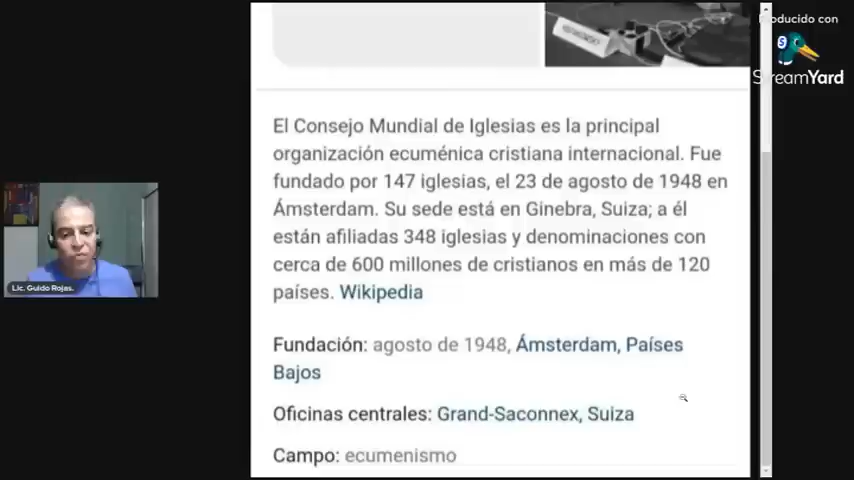 Producido con
StreamYard
El Consejo Mundial de Iglesias es la principal
organización ecuménica cristiana internacional. Fue
fundado por 147 iglesias, el 23 de agosto de 1948 en
Ámsterdam. Su sede está en Ginebra, Suiza; a él
están afiliadas 348 iglesias y denominaciones con
cerca de 600 millones de cristianos en más de 120
países. Wikipedia
Lic. Guido Rojas.
Fundación: agosto de 1948, Ámsterdam, Países
Bajos
Oficinas centrales: Grand-Saconnex, Suiza
Campo: ecumenismo